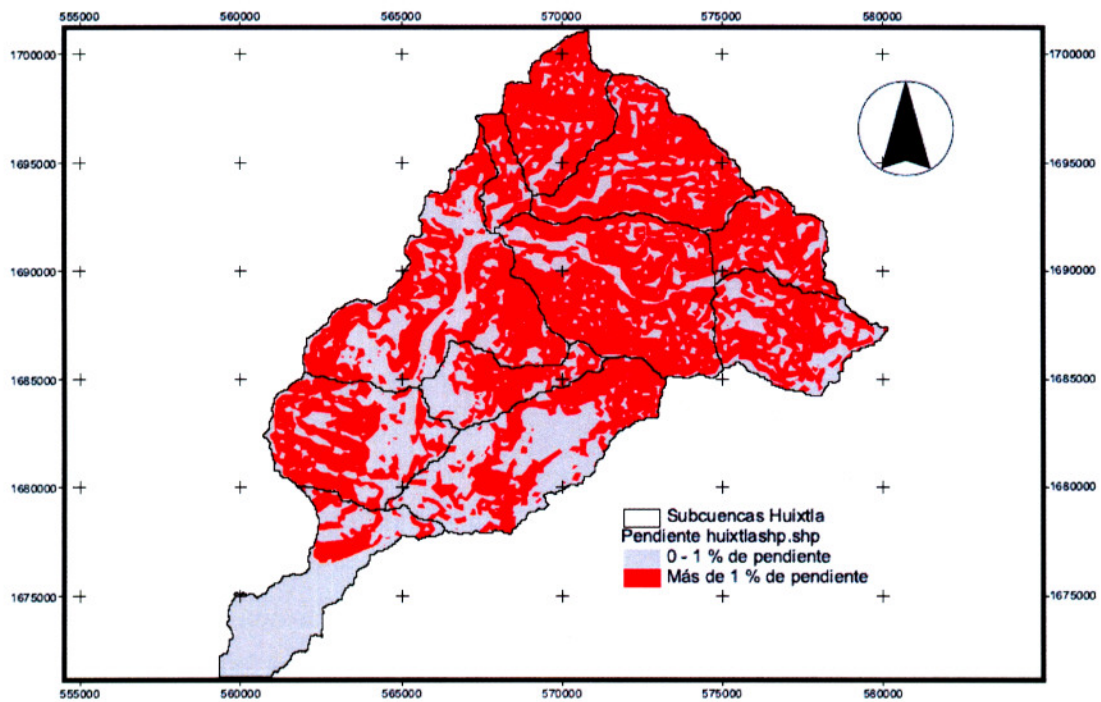 555000 560000 565000 570000 575000 580000
1700000 1700000
1695000 1695000
1690000 1690000
1685000 1685000
1680000 1680000
Subcuencas Huixtla
Pendiente huixtlashp.shp
0 - 1 % de pendiente
Más de 1 % de pendiente
1675000 1675000
555000 560000 565000 570000 575000 580000